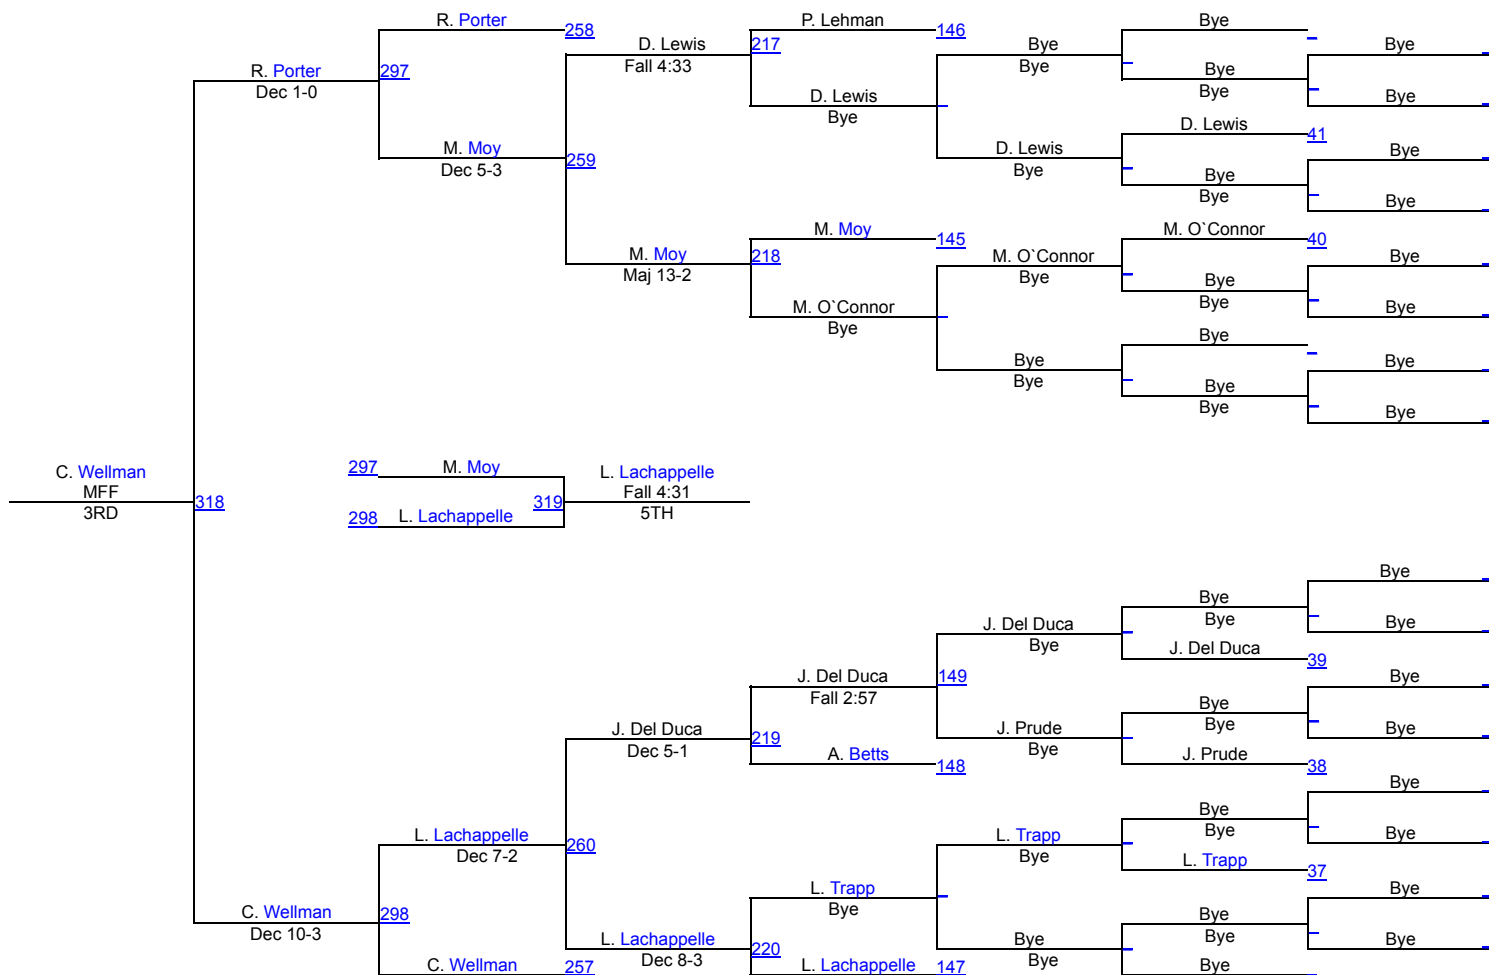 R. Porter
258
P. Lehman
146
Bye
D. Lewis
217
Bye
Bye
Fall 4:33
Bye
R. Porter
297
Bye
Bye
Dec 1-0
D. Lewis
Bye
Bye
Bye
D. Lewis
41
M. Moy
259
D. Lewis
Bye
Dec 5-3
Bye
Bye
Bye
Bye
M. Moy
145
M. O`Connor
40
M. Moy
218
M. O`Connor
Bye
Maj 13-2
Bye
Bye
Bye
M. O`Connor
Bye
Bye
Bye
Bye
Bye
Bye
Bye
Bye
Bye
C. Wellman
MFF
3RD
318
297
M. Moy
L. Lachappelle
319
Fall 4:31
5TH
298
L. Lachappelle
Bye
Bye
Bye
J. Del Duca
Bye
Bye
J. Del Duca
39
J. Del Duca
149
Bye
Fall 2:57
Bye
Bye
J. Del Duca
219
J. Prude
Bye
Dec 5-1
Bye
A. Betts
148
J. Prude
38
Bye
Bye
L. Lachappelle
260
L. Trapp
Bye
Bye
Dec 7-2
Bye
L. Trapp
37
L. Trapp
Bye
Bye
C. Wellman
298
Bye
Dec 10-3
L. Lachappelle
220
Bye
Bye
Bye
Dec 8-3
Bye
C. Wellman
257
L. Lachappelle
147